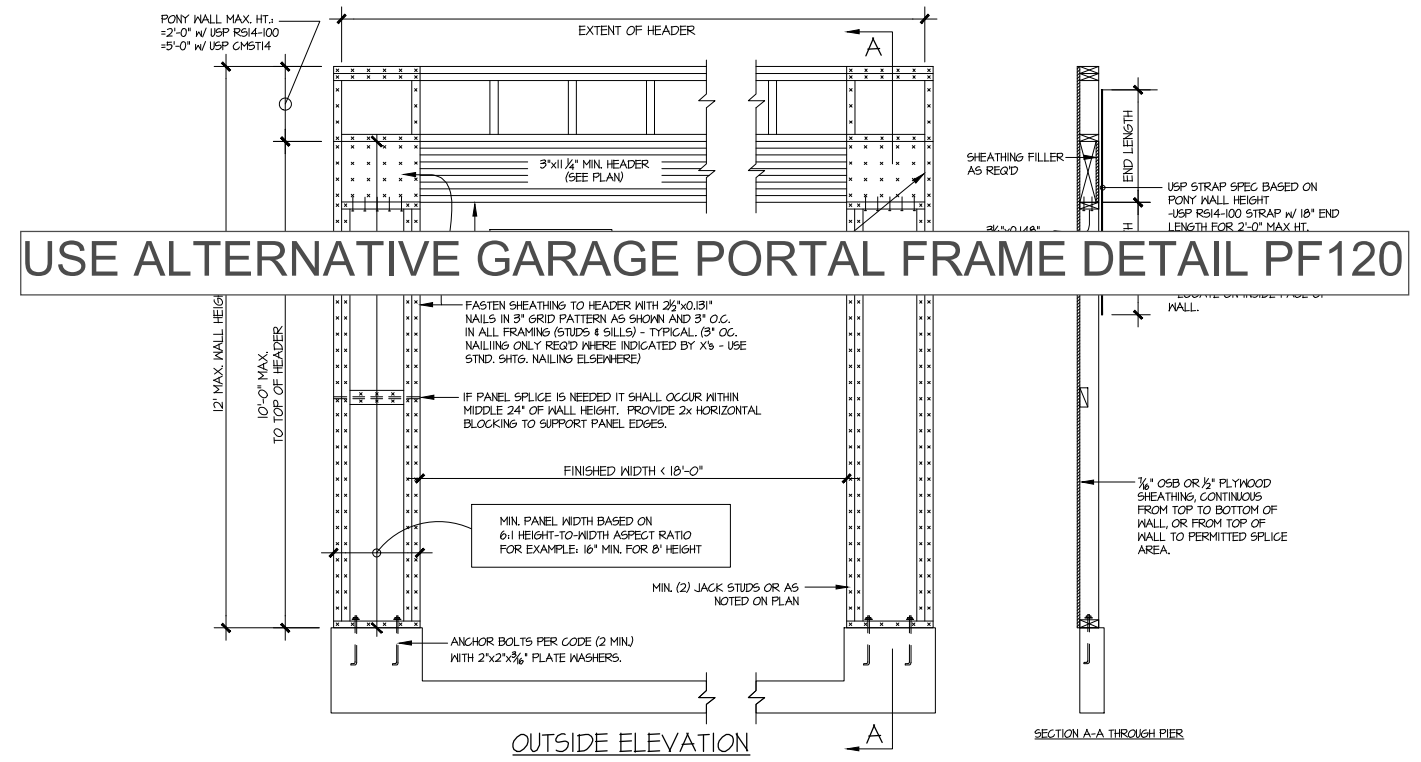 PONY WALL MAX. HT.:
=2'-0" W/ USP RS14-100
=5'-0" W/ USP CMST14
EXTENT OF HEADER
A
3"x11 1/4" MIN. HEADER
(SEE PLAN)
SHEATHING FILLER
AS REQ'D
END LENGTH
USP STRAP SPEC BASED ON
PONY WALL HEIGHT
-USP RS14-100 STRAP W/ 18" END
LENGTH FOR 2'-0" MAX HT.
USE ALTERNATIVE GARAGE PORTAL FRAME DETAIL PF120
WALL.
12' MAX. WALL
10'-0" MAX.
TO TOP OF HEADER
FASTEN SHEATHING TO HEADER WITH 2½"x0.131"
NAILS IN 3" GRID PATTERN AS SHOWN AND 3" O.C.
IN ALL FRAMING (STUDS & SILLS) - TYPICAL. (3" OC.
NAILIING ONLY REQ'D WHERE INDICATED BY X's - USE
STND. SHTG. NAILING ELSEWHERE)
IF PANEL SPLICE IS NEEDED IT SHALL OCCUR WITHIN
MIDDLE 24" OF WALL HEIGHT. PROVIDE 2x HORIZONTAL
BLOCKING TO SUPPORT PANEL EDGES.
FINISHED WIDTH < 18'-0"
MIN. PANEL WIDTH BASED ON
6:1 HEIGHT-TO-WIDTH ASPECT RATIO
FOR EXAMPLE: 16" MIN. FOR 8' HEIGHT
7/16" OSB OR ½" PLYWOOD
SHEATHING, CONTINUOUS
FROM TOP TO BOTTOM OF
WALL, OR FROM TOP OF
WALL TO PERMITTED SPLICE
AREA.
MIN. (2) JACK STUDS OR AS
NOTED ON PLAN
ANCHOR BOLTS PER CODE (2 MIN.)
WITH 2"x2"x3/16" PLATE WASHERS.
A
OUTSIDE ELEVATION
SECTION A-A THROUGH PIER